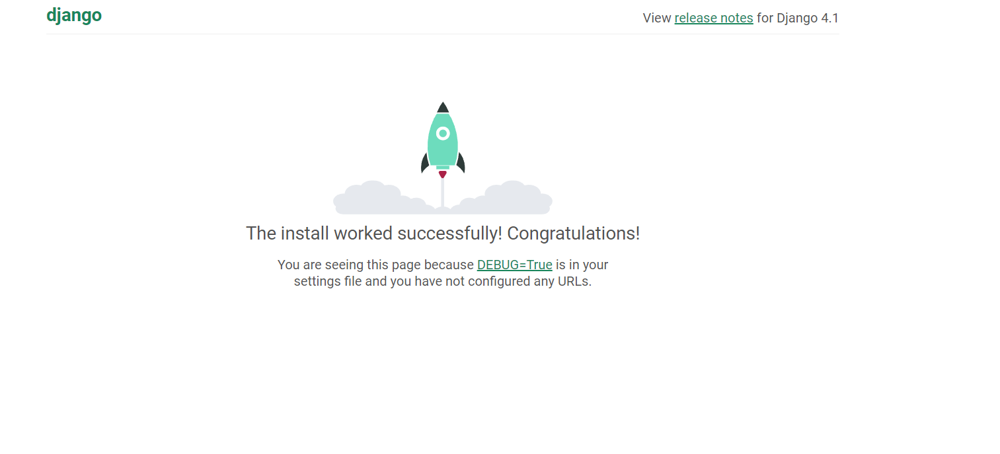 django
View release notes for Django 4.1
The install worked successfully! Congratulations!
You are seeing this page because DEBUG=True is in your
settings file and you have not configured any URLs.